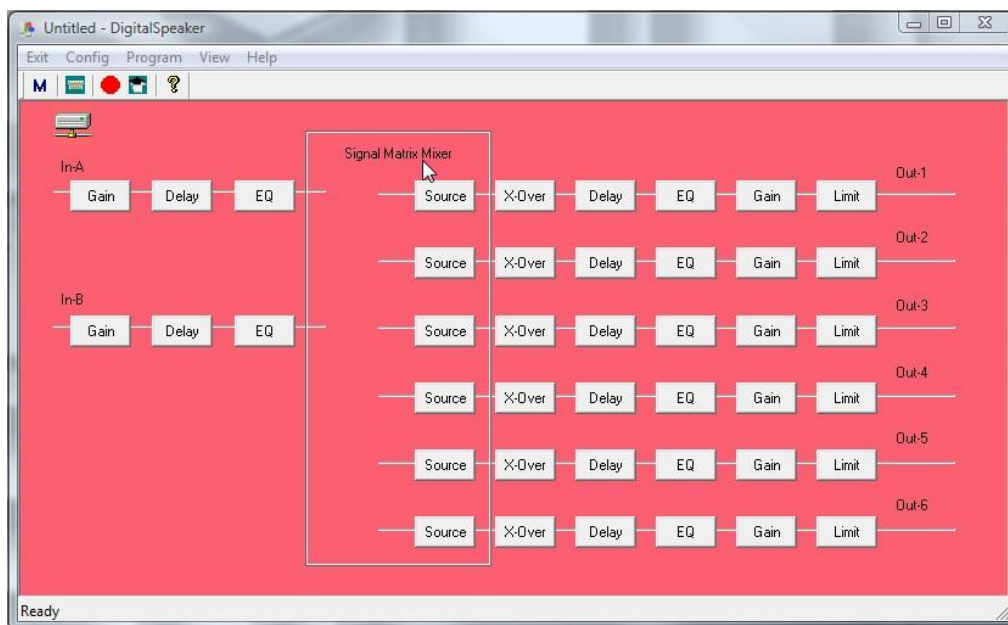 Untitled - DigitalSpeaker
Exit Config Program View Help
M ?
In-A
Signal Matrix Mixer
Out-1
Gain Delay EQ Source X-Over Delay EQ Gain Limit
Out-2
Source X-Over Delay EQ Gain Limit
In-B
Out-3
Gain Delay EQ Source X-Over Delay EQ Gain Limit
Out-4
Source X-Over Delay EQ Gain Limit
Out-5
Source X-Over Delay EQ Gain Limit
Out-6
Source X-Over Delay EQ Gain Limit
Ready